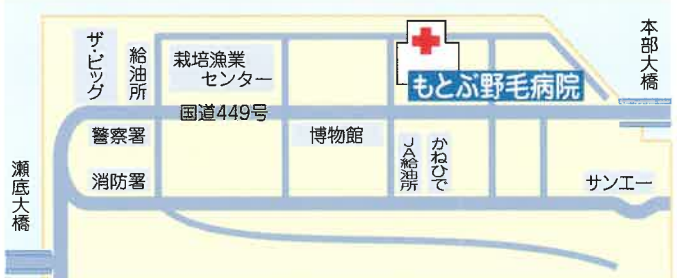 ザ・ビッグ
給油所
栽培漁業
センター
もとぶ野毛病院
本部大橋
国道449号
警察署
博物館
JA給油所
かねひで
消防署
サンエー
瀬底大橋